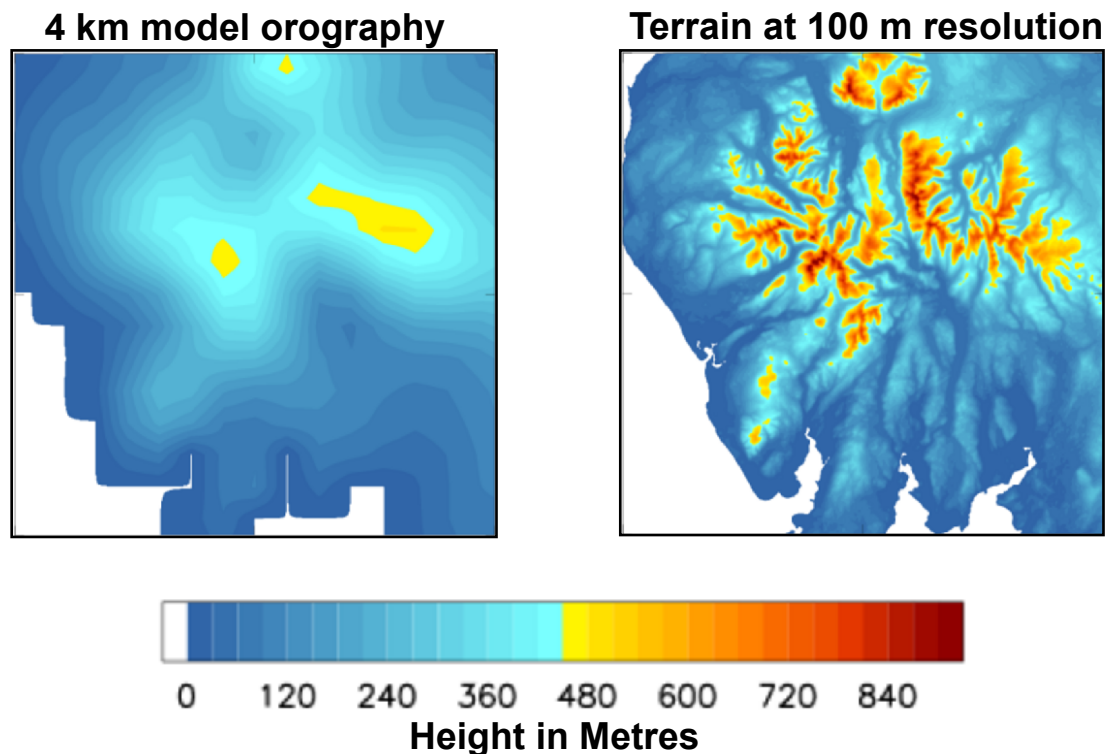 4 km model orography
Terrain at 100 m resolution
0 120 240 360 480 600 720 840
Height in Metres